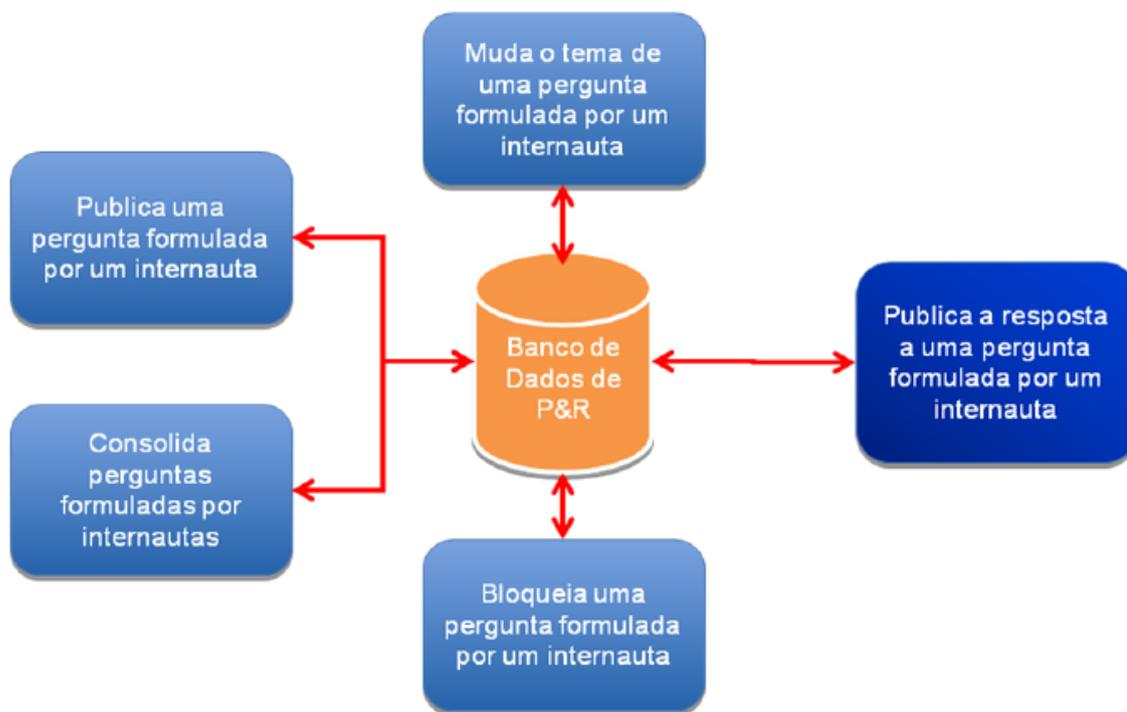 Muda o tema de
uma pergunta
formulada por um
internauta
Publica uma
pergunta formulada
por um internauta
Banco de
Dados de
P&R
Publica a resposta
a uma pergunta
formulada por um
internauta
Consolida
perguntas
formuladas por
internautas
Bloqueia uma
pergunta formulada
por um internauta